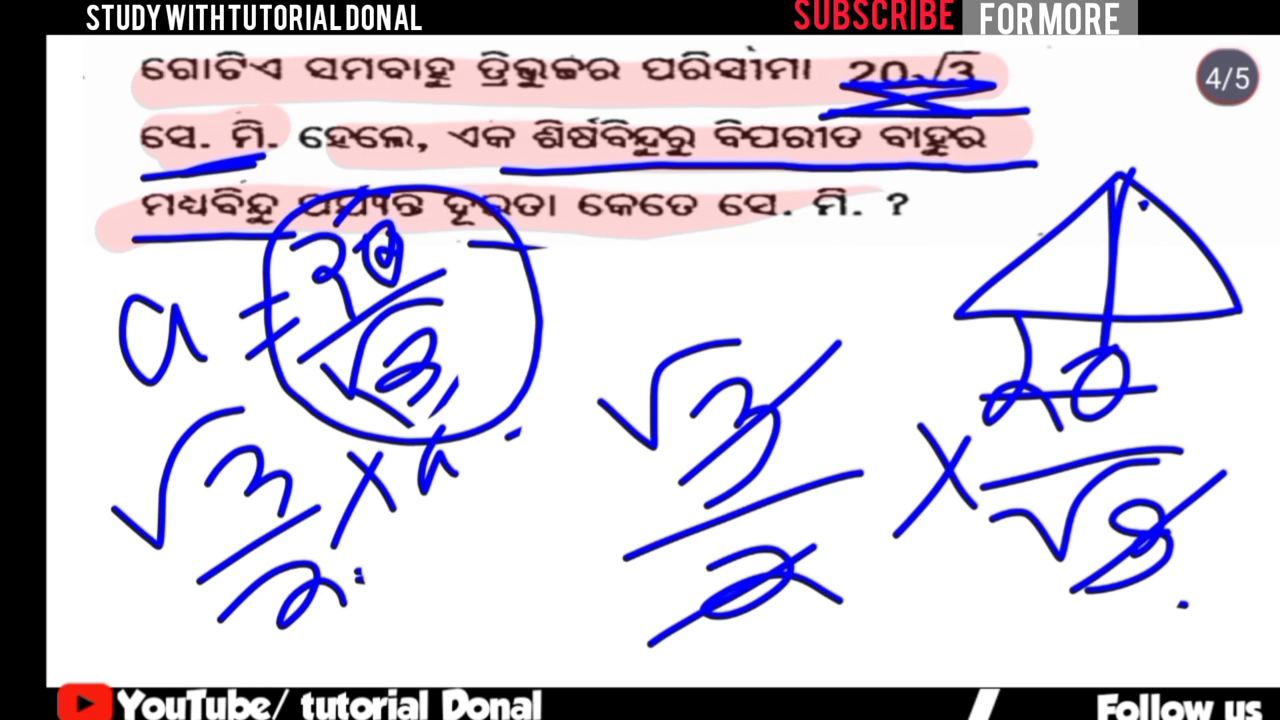 STUDY WITH TUTORIAL DONAL
SUBSCRIBE FOR MORE
ଗୋଟିଏ ସମବାହୁ ତ୍ରିଭୁଜର ପରିସୀମା 20√3
4/5
ସେ. ମି. ହେଲେ, ଏକ ଶିର୍ଷବିନ୍ଦୁରୁ ବିପରୀତ ବାହୁର
ମଧ୍ୟବିନ୍ଦୁ ପର୍ଯ୍ୟନ୍ତ ଦୂରତା କେତେ ସେ. ମି. ?
a = 20/√3
√3/2 × a
√3/2 × 20/√3
YouTube/ tutorial Donal
/ Follow us